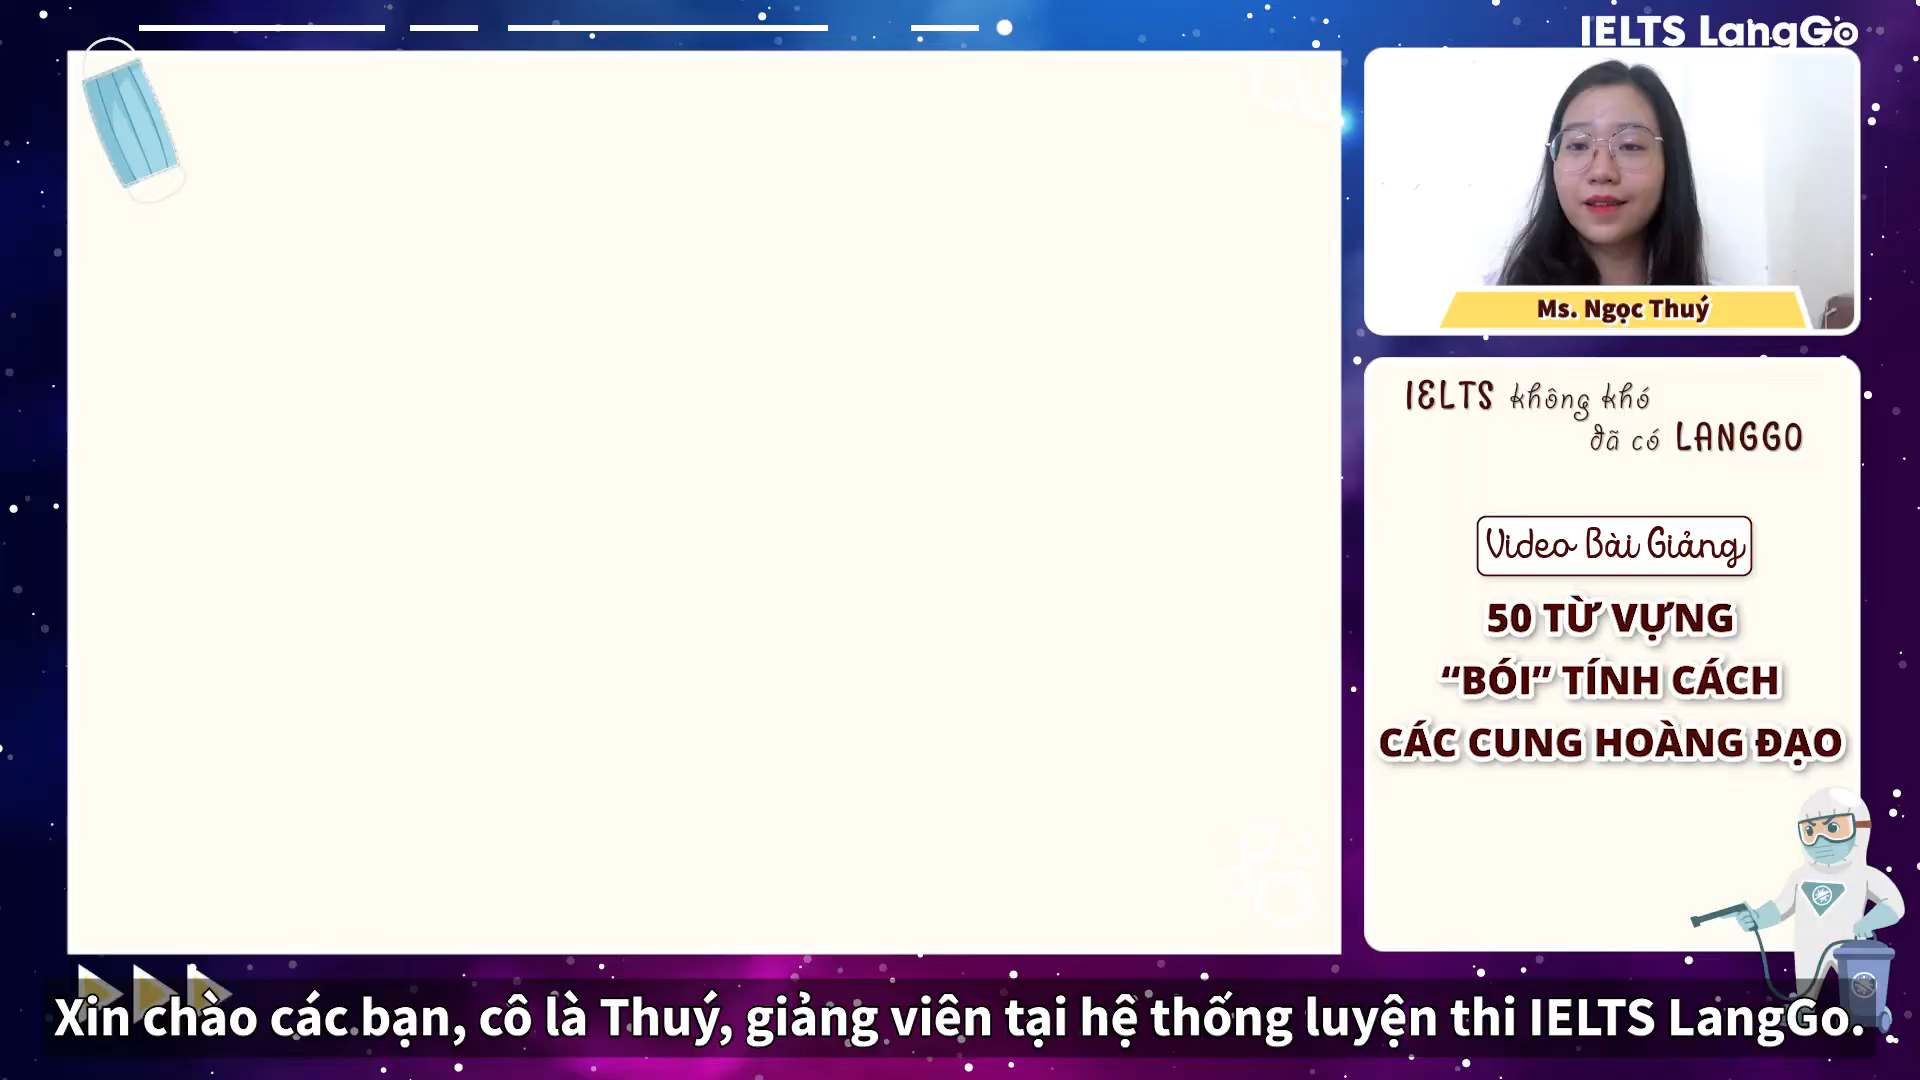 IELTS LangGo
Ms. Ngọc Thuý
IELTS không khó
đã có LANGGO
Video Bài Giảng
50 TỪ VỰNG
“BÓI” TÍNH CÁCH
CÁC CUNG HOÀNG ĐẠO
Xin chào các bạn, cô là Thuý, giảng viên tại hệ thống luyện thi IELTS LangGo.